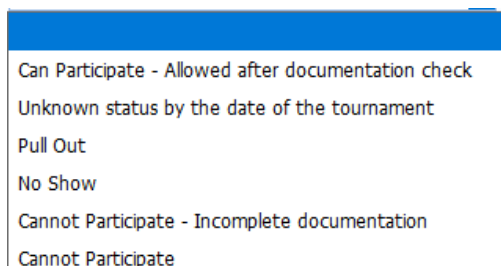 Can Participate - Allowed after documentation check
Unknown status by the date of the tournament
Pull Out
No Show
Cannot Participate - Incomplete documentation
Cannot Participate